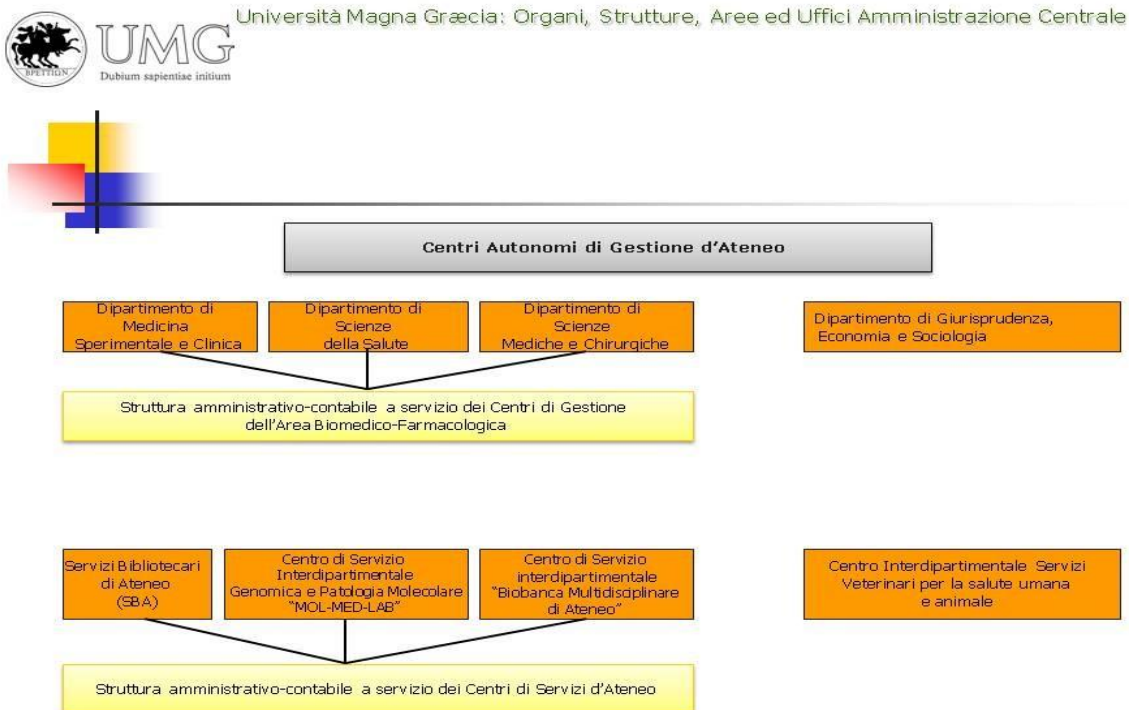 Università Magna Græcia: Organi, Strutture, Aree ed Uffici Amministrazione Centrale
UMG
Dubium sapientiae initium
Centri Autonomi di Gestione d'Ateneo
Dipartimento di
Medicina
Sperimentale e Clinica
Dipartimento di
Scienze
della Salute
Dipartimento di
Scienze
Mediche e Chirurgiche
Dipartimento di Giurisprudenza,
Economia e Sociologia
Struttura amministrativo-contabile a servizio dei Centri di Gestione
dell'Area Biomedico-Farmacologica
Servizi Bibliotecari
di Ateneo
(SBA)
Centro di Servizio
Interdipartimentale
Genomica e Patologia Molecolare
"MOL-MED-LAB"
Centro di Servizio
interdipartimentale
"Biobanca Multidisciplinare
di Ateneo"
Centro Interdipartimentale Servizi
Veterinari per la salute umana
e animale
Struttura amministrativo-contabile a servizio dei Centri di Servizi d'Ateneo